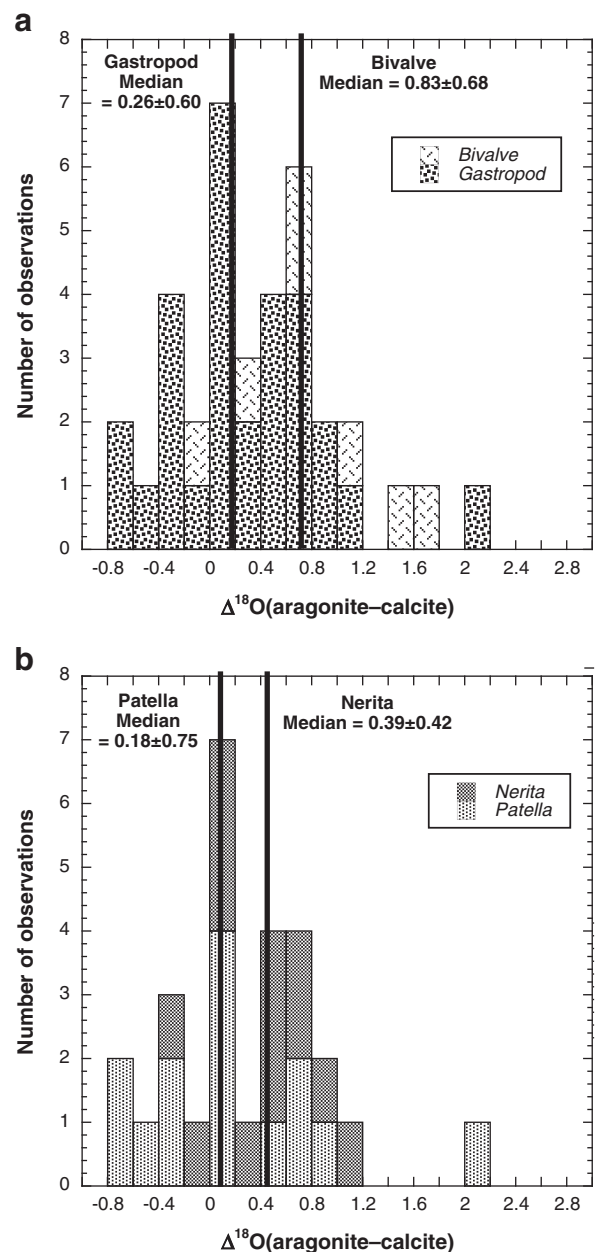 a
8
7
6
5
4
3
2
1
0
Number of observations
Gastropod
Median
= 0.26±0.60
Bivalve
Median = 0.83±0.68
Bivalve
Gastropod
-0.8 -0.4 0 0.4 0.8 1.2 1.6 2 2.4 2.8
Δ¹⁸O(aragonite–calcite)
b
8
7
6
5
4
3
2
1
0
Number of observations
Patella
Median
= 0.18±0.75
Nerita
Median = 0.39±0.42
Nerita
Patella
-0.8 -0.4 0 0.4 0.8 1.2 1.6 2 2.4 2.8
Δ¹⁸O(aragonite–calcite)